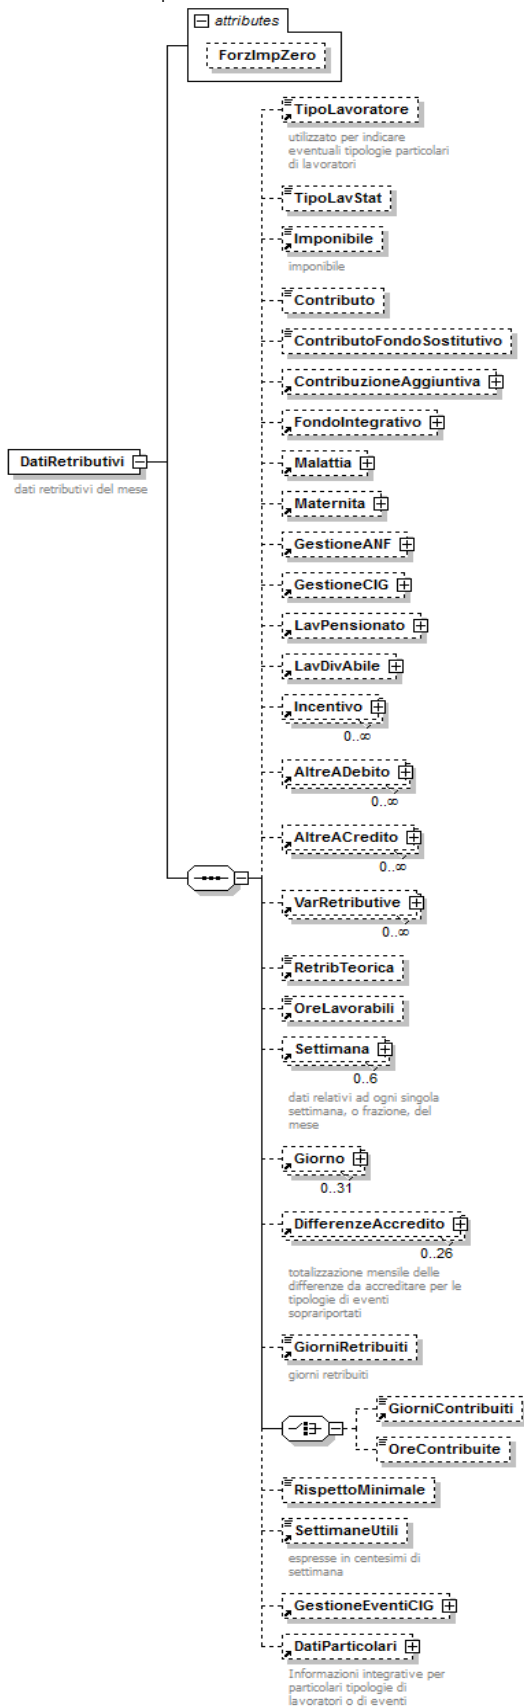 attributes
ForzImpZero
TipoLavoratore
utilizzato per indicare
eventuali tipologie particolari
di lavoratori
TipoLavStat
Imponibile
imponibile
Contributo
ContributoFondoSostitutivo
ContribuzioneAggiuntiva
FondoIntegrativo
DatiRetributivi
dati retributivi del mese
Malattia
Maternita
GestioneANF
GestioneCIG
LavPensionato
LavDivAbile
Incentivo
0..∞
AltreADebito
0..∞
AltreACredito
0..∞
VarRetributive
0..∞
RetribTeorica
OreLavorabili
Settimana
0..6
dati relativi ad ogni singola
settimana, o frazione, del
mese
Giorno
0..31
DifferenzeAccredito
0..26
totalizzazione mensile delle
differenze da accreditare per le
tipologie di eventi
soprariportati
GiorniRetribuiti
giorni retribuiti
GiorniContribuiti
OreContribuite
RispettoMinimale
SettimaneUtili
espresse in centesimi di
settimana
GestioneEventiCIG
DatiParticolari
Informazioni integrative per
particolari tipologie di
lavoratori o di eventi